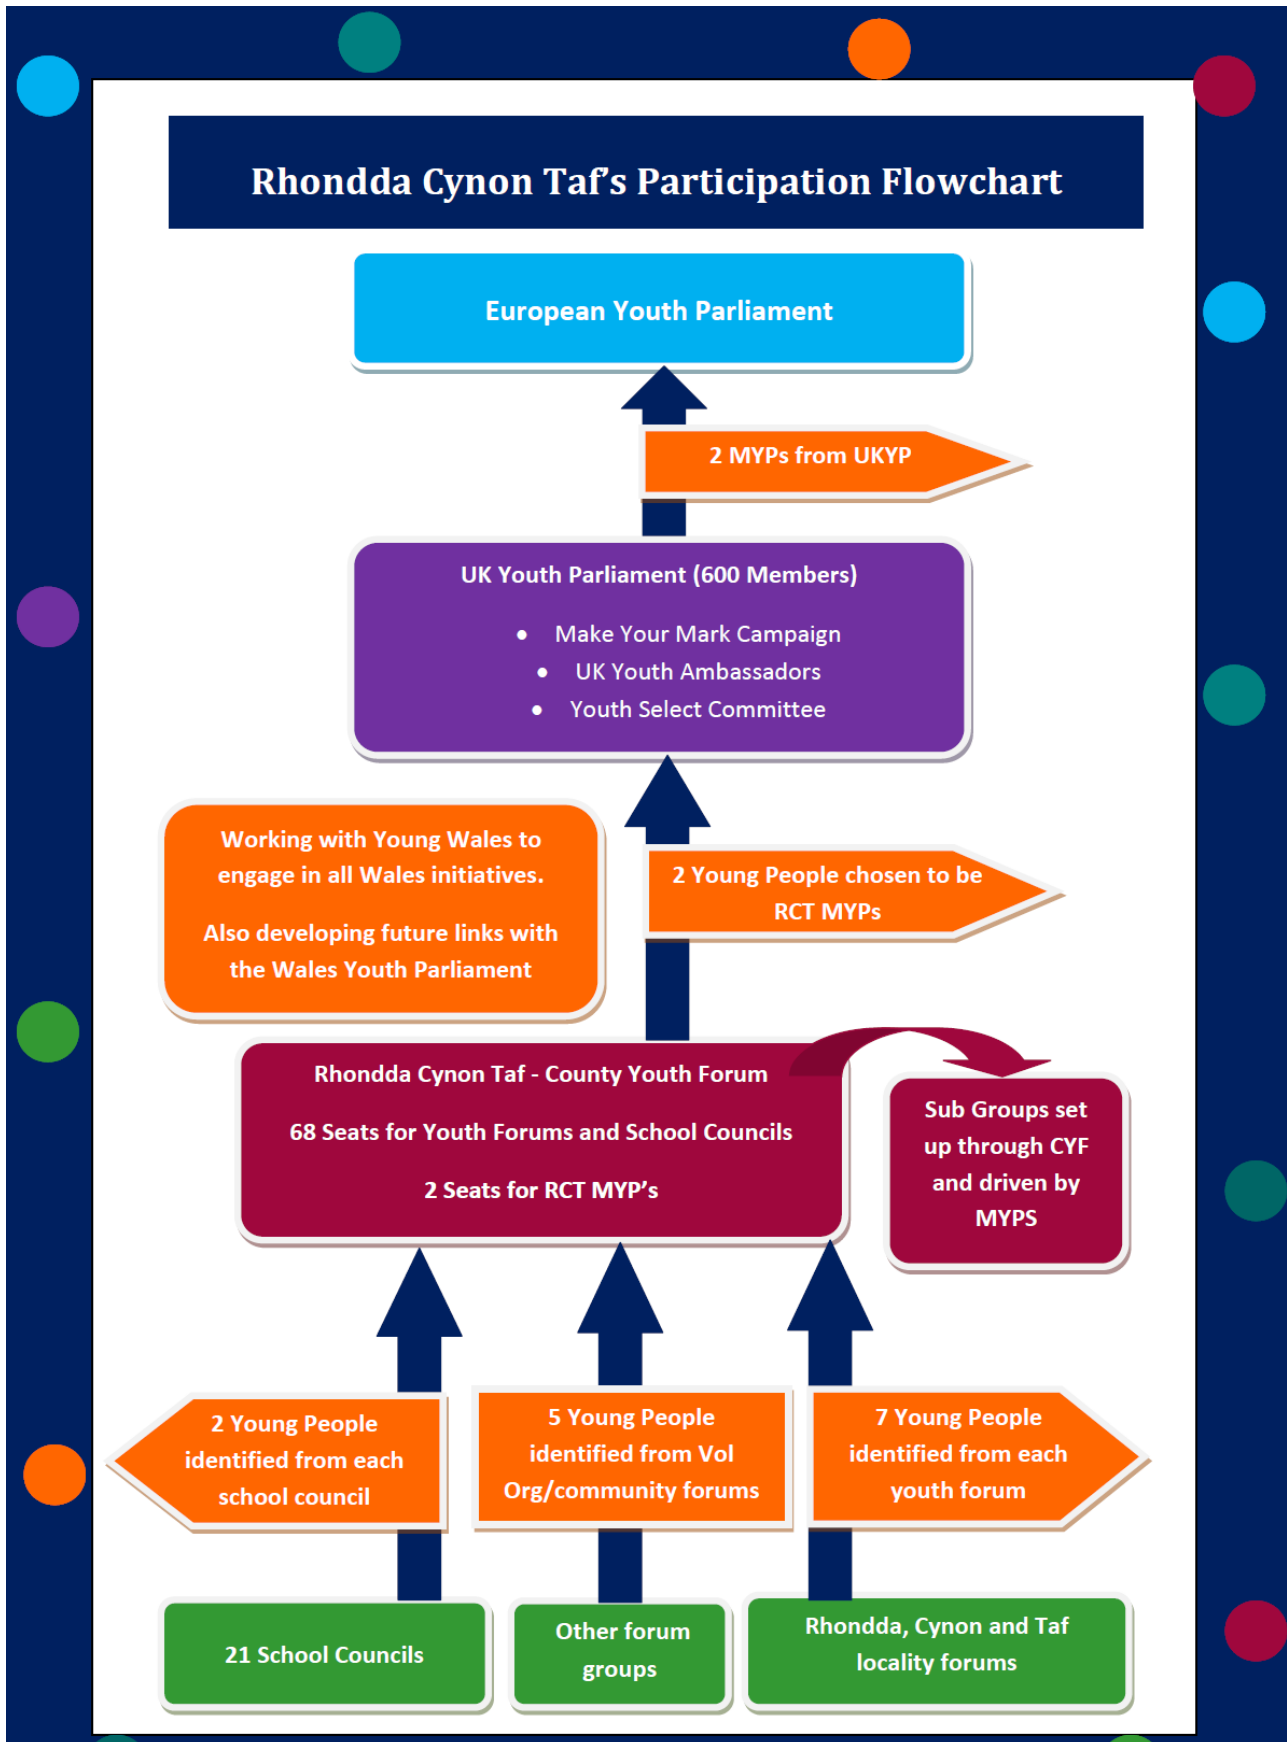 Rhondda Cynon Taf’s Participation Flowchart
European Youth Parliament
2 MYPs from UKYP
UK Youth Parliament (600 Members)
• Make Your Mark Campaign
• UK Youth Ambassadors
• Youth Select Committee
Working with Young Wales to
engage in all Wales initiatives.
Also developing future links with
the Wales Youth Parliament
2 Young People chosen to be
RCT MYPs
Rhondda Cynon Taf - County Youth Forum
68 Seats for Youth Forums and School Councils
2 Seats for RCT MYP’s
Sub Groups set
up through CYF
and driven by
MYPS
2 Young People
identified from each
school council
5 Young People
identified from Vol
Org/community forums
7 Young People
identified from each
youth forum
21 School Councils
Other forum
groups
Rhondda, Cynon and Taf
locality forums